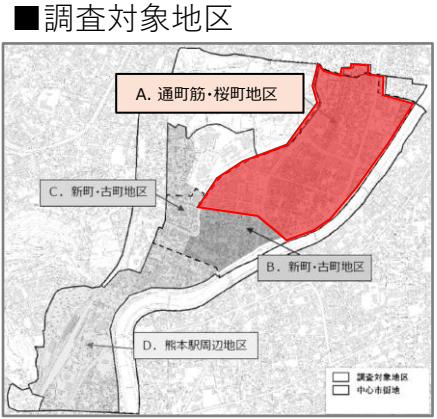 ■調査対象地区
A. 通町筋・桜町地区
C. 新町・古町地区
B. 新町・古町地区
D. 熊本駅周辺地区
調査対象地区
中心市街地